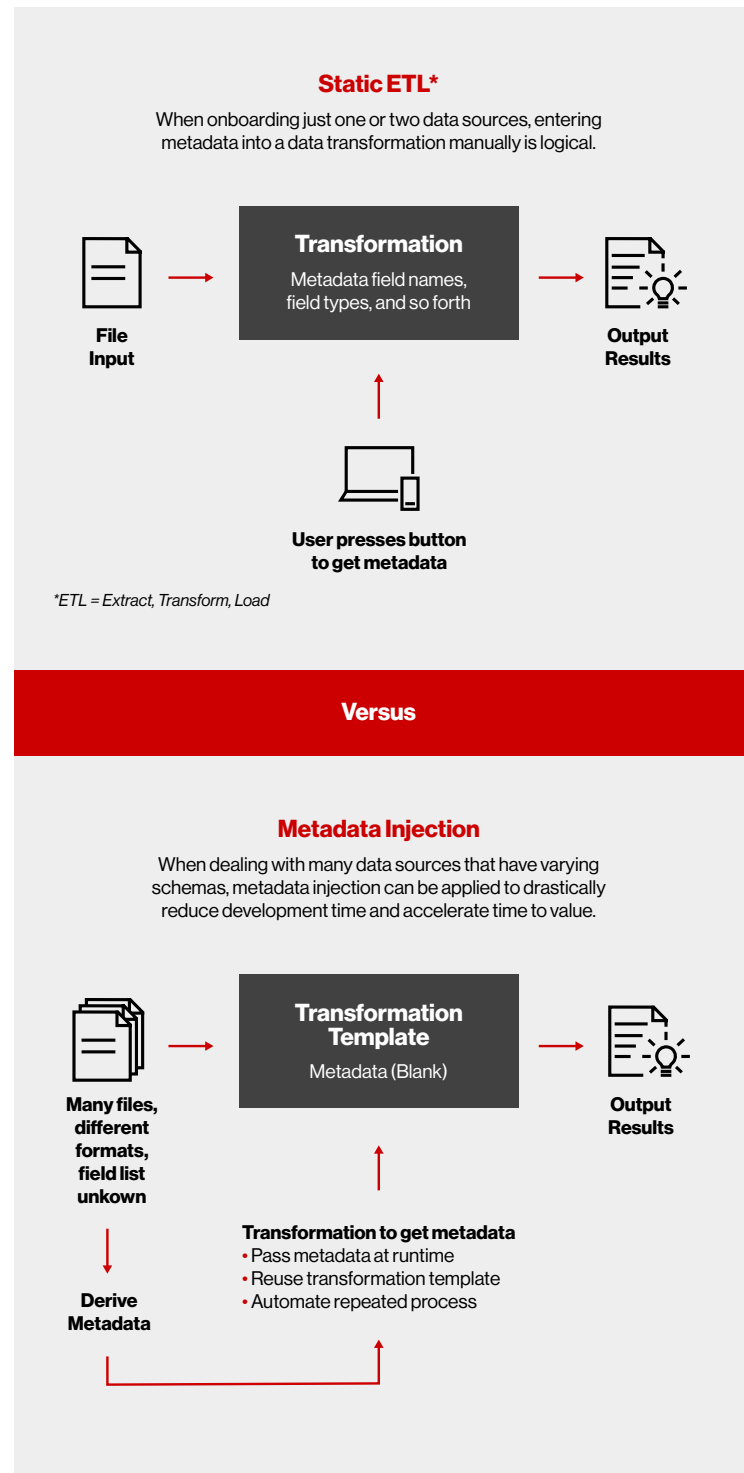 Static ETL*
When onboarding just one or two data sources, entering
metadata into a data transformation manually is logical.
File
Input
Transformation
Metadata field names,
field types, and so forth
Output
Results
User presses button
to get metadata
*ETL = Extract, Transform, Load
Versus
Metadata Injection
When dealing with many data sources that have varying
schemas, metadata injection can be applied to drastically
reduce development time and accelerate time to value.
Many files,
different
formats,
field list
unkown
Transformation
Template
Metadata (Blank)
Output
Results
Derive
Metadata
Transformation to get metadata
• Pass metadata at runtime
• Reuse transformation template
• Automate repeated process